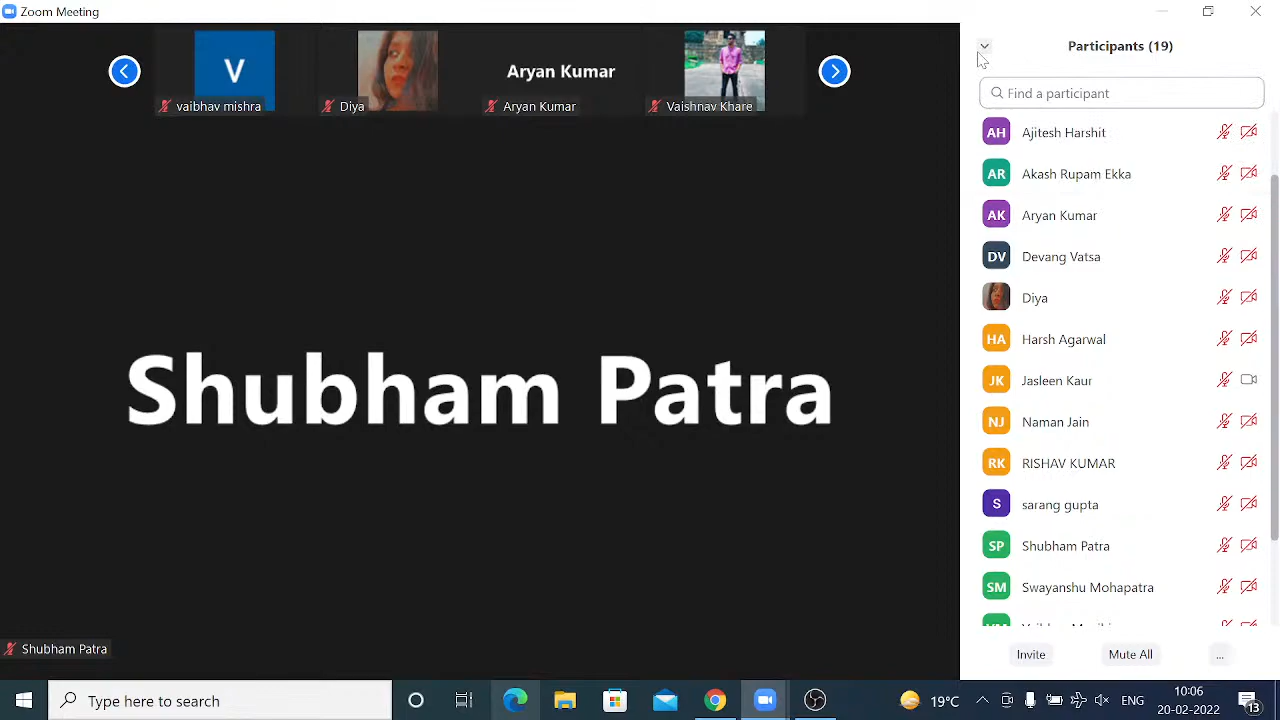 Zoom Meeting
V
vaibhav mishra
Diya
Aryan Kumar
Aryan Kumar
Vaishnav Khare
Shubham Patra
Shubham Patra
Participants (19)
Find a participant
AH Ajitesh Harshit
AR Akash Rupam Ekka
AK Aryan Kumar
DV Devang Vatsa
Diya
HA Harsh Agarwal
JK Jasleen Kaur
NJ Naman Jain
RK RISHAV KUMAR
S sarang gupta
SP Shubham Patra
SM Swayanshu Mohapatra
Invite Mute All ...
Type here to search
19°C ENG
10:06
20-02-2022
13